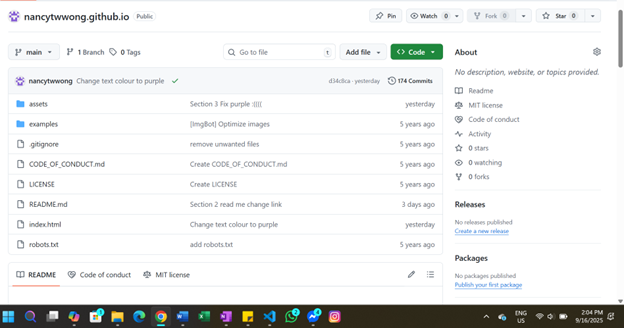 nancytwwong.github.io Public
Pin Watch 0 Fork 0 Star 0
main 1 Branch 0 Tags Go to file t Add file Code
nancytwwong Change text colour to purple d34c8ca · yesterday 174 Commits
assets Section 3 Fix purple :(((( yesterday
examples [ImgBot] Optimize images 5 years ago
.gitignore remove unwanted files 5 years ago
CODE_OF_CONDUCT.md Create CODE_OF_CONDUCT.md 5 years ago
LICENSE Create LICENSE 5 years ago
README.md Section 2 read me change link 3 days ago
index.html Change text colour to purple yesterday
robots.txt add robots.txt 5 years ago
README Code of conduct MIT license
About
No description, website, or topics provided.
Readme
MIT license
Code of conduct
Activity
0 stars
0 watching
0 forks
Releases
No releases published
Create a new release
Packages
No packages published
Publish your first package
ENG
US
2:04 PM
9/16/2025